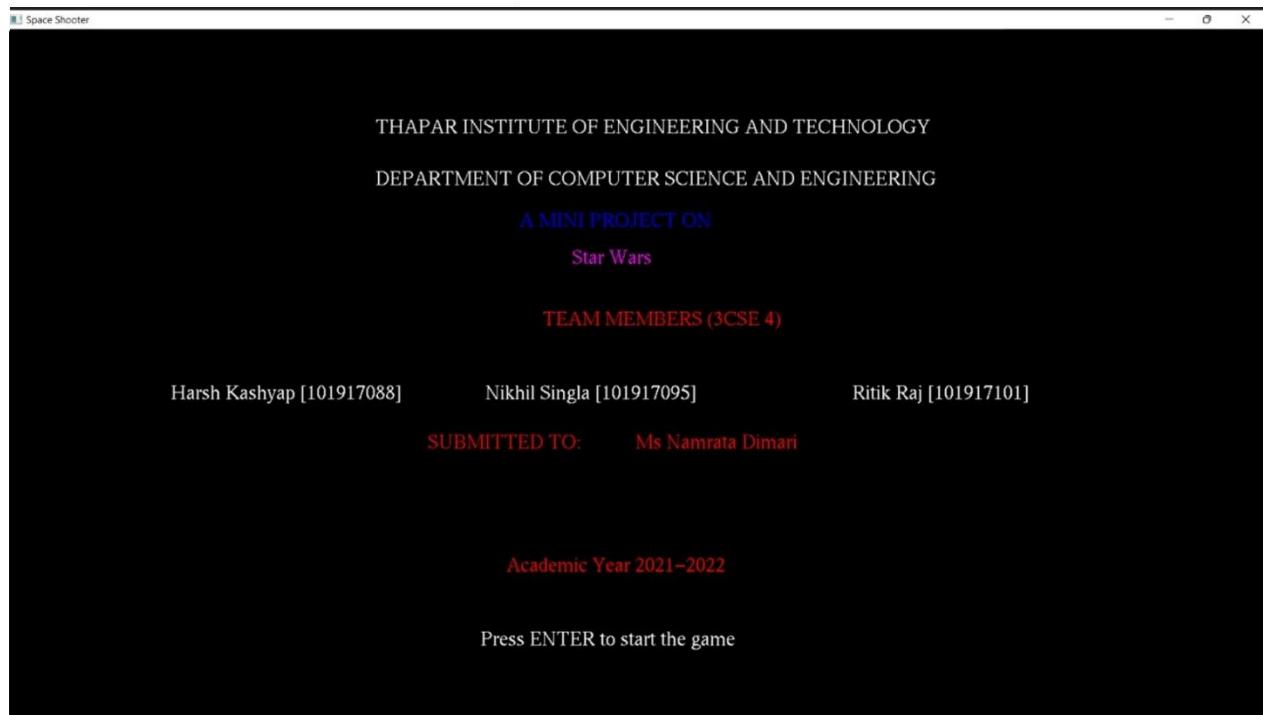 Space Shooter
THAPAR INSTITUTE OF ENGINEERING AND TECHNOLOGY
DEPARTMENT OF COMPUTER SCIENCE AND ENGINEERING
A MINI PROJECT ON
Star Wars
TEAM MEMBERS (3CSE 4)
Harsh Kashyap [101917088] Nikhil Singla [101917095] Ritik Raj [101917101]
SUBMITTED TO: Ms Namrata Dimari
Academic Year 2021–2022
Press ENTER to start the game